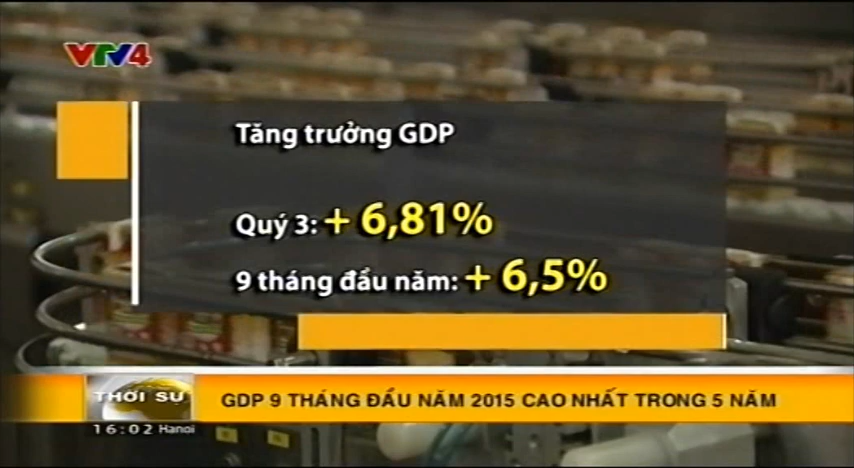 VTV4
Tăng trưởng GDP
Quý 3: + 6,81%
9 tháng đầu năm: + 6,5%
THỜI SỰ
GDP 9 THÁNG ĐẦU NĂM 2015 CAO NHẤT TRONG 5 NĂM
16:02 Hanoi